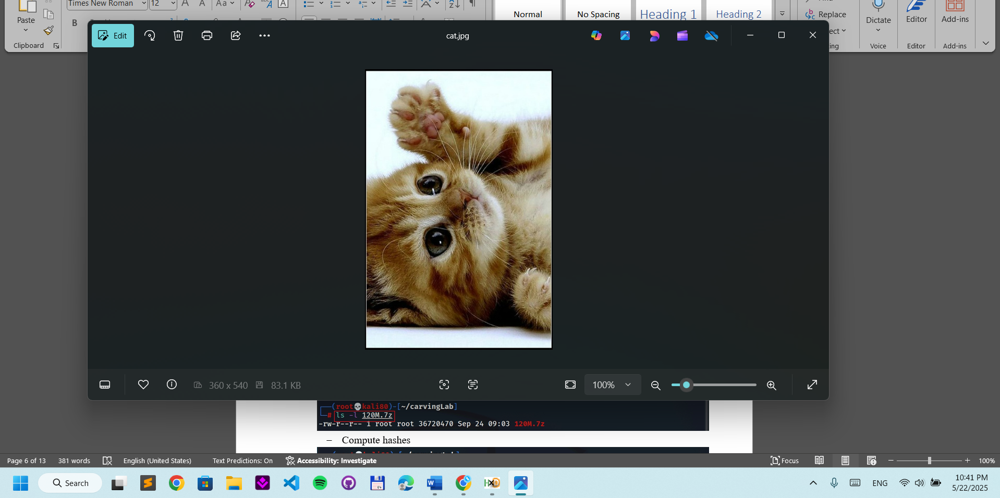 Times New Roman
12
Aa
Paste
B
Clipboard
Normal
No Spacing
Heading 1
Heading 2
Replace
ect
ing
Dictate
Voice
Editor
Editor
Add-ins
Add-ins
Edit
cat.jpg
360 x 540
83.1 KB
100%
(root💀kali80)-[~/carvingLab]
# ls -l 120M.7z
-rw-r--r-- 1 root root 36720470 Sep 24 09:03 120M.7z
– Compute hashes
Page 6 of 13
381 words
English (United States)
Text Predictions: On
Accessibility: Investigate
Focus
100%
Search
64
W
HxD
ENG
10:41 PM
5/22/2025